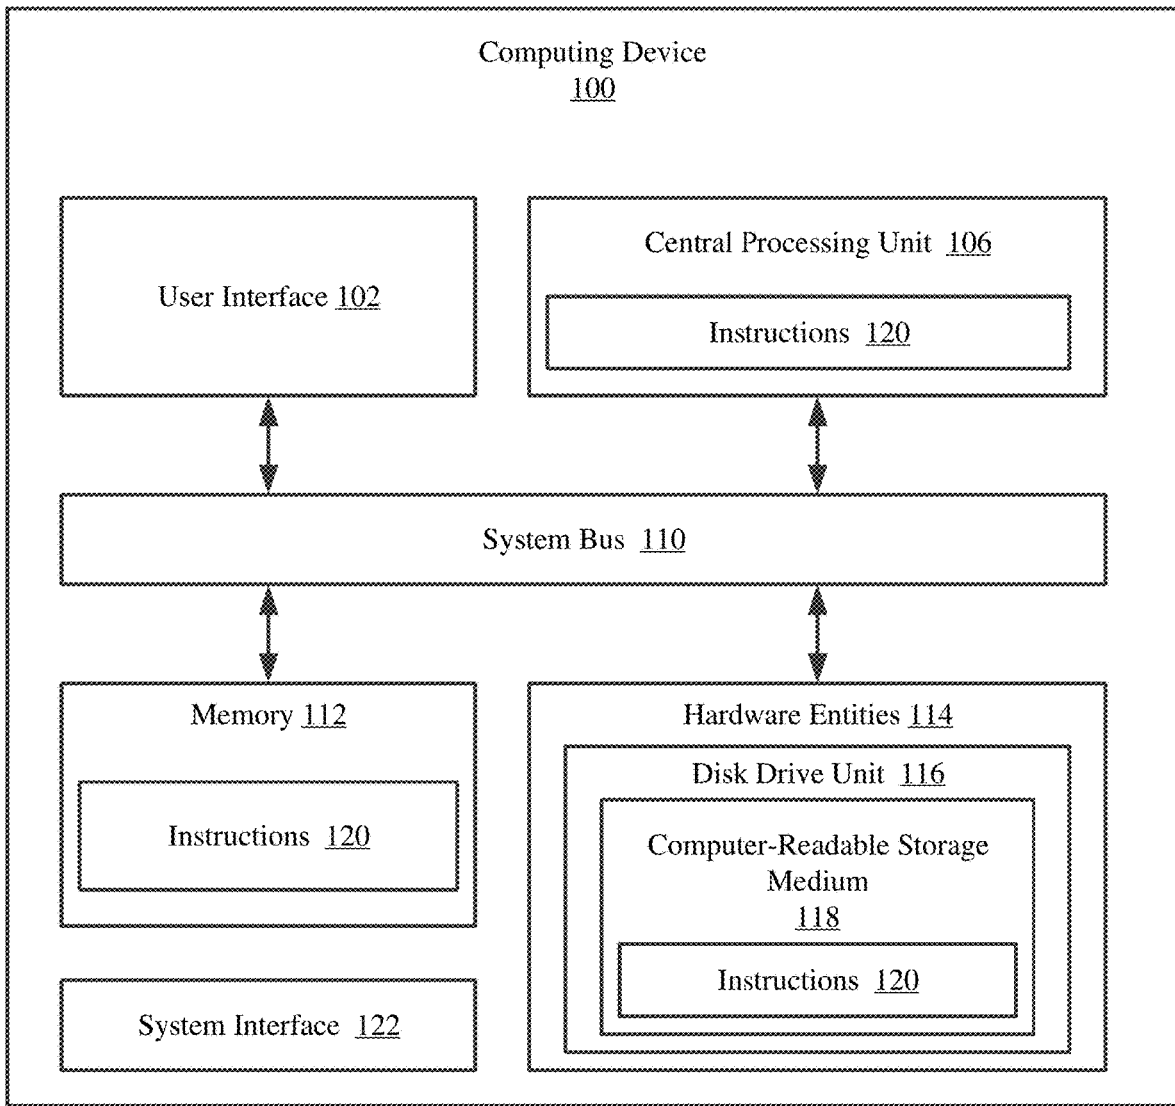 Computing Device
100
User Interface 102
Central Processing Unit 106
Instructions 120
System Bus 110
Memory 112
Instructions 120
Hardware Entities 114
Disk Drive Unit 116
Computer-Readable Storage
Medium
118
Instructions 120
System Interface 122